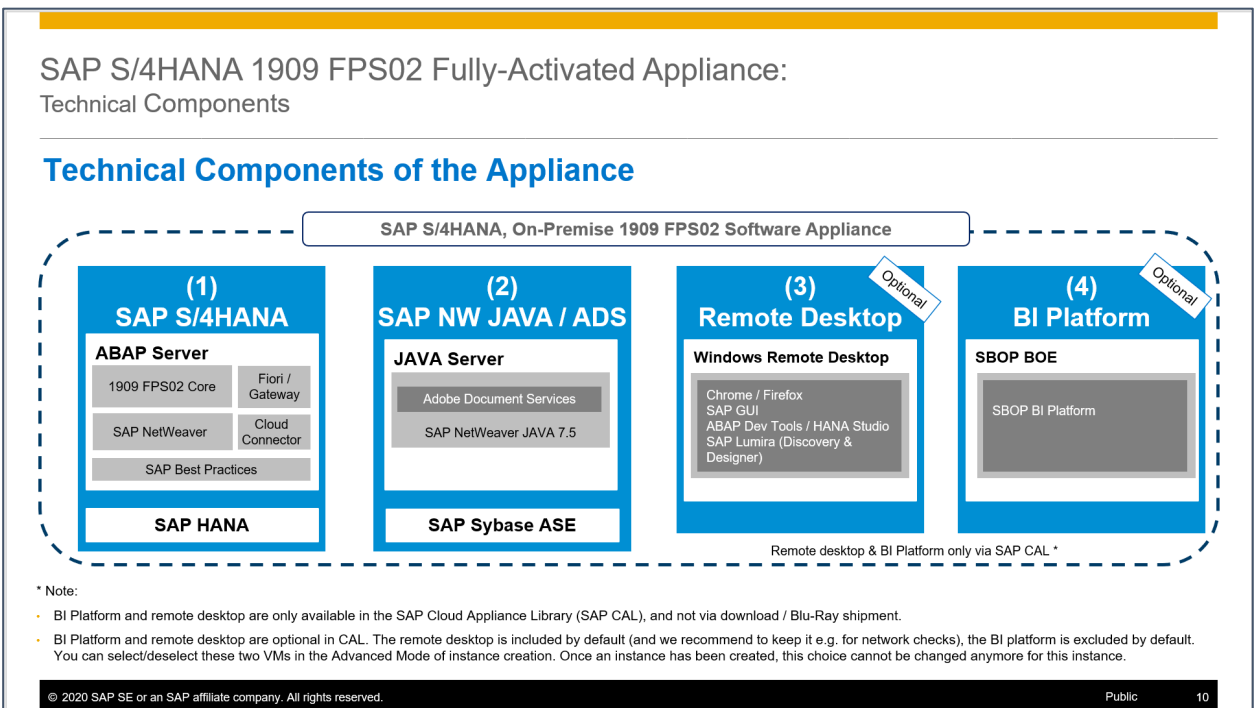 SAP S/4HANA 1909 FPS02 Fully-Activated Appliance:
Technical Components
Technical Components of the Appliance
SAP S/4HANA, On-Premise 1909 FPS02 Software Appliance
(1)
SAP S/4HANA
ABAP Server
1909 FPS02 Core
Fiori /
Gateway
SAP NetWeaver
Cloud
Connector
SAP Best Practices
SAP HANA
(2)
SAP NW JAVA / ADS
JAVA Server
Adobe Document Services
SAP NetWeaver JAVA 7.5
SAP Sybase ASE
(3)
Remote Desktop
Optional
Windows Remote Desktop
Chrome / Firefox
SAP GUI
ABAP Dev Tools / HANA Studio
SAP Lumira (Discovery &
Designer)
(4)
BI Platform
Optional
SBOP BOE
SBOP BI Platform
Remote desktop & BI Platform only via SAP CAL *
* Note:
• BI Platform and remote desktop are only available in the SAP Cloud Appliance Library (SAP CAL), and not via download / Blu-Ray shipment.
• BI Platform and remote desktop are optional in CAL. The remote desktop is included by default (and we recommend to keep it e.g. for network checks), the BI platform is excluded by default.
You can select/deselect these two VMs in the Advanced Mode of instance creation. Once an instance has been created, this choice cannot be changed anymore for this instance.
© 2020 SAP SE or an SAP affiliate company. All rights reserved.
Public
10